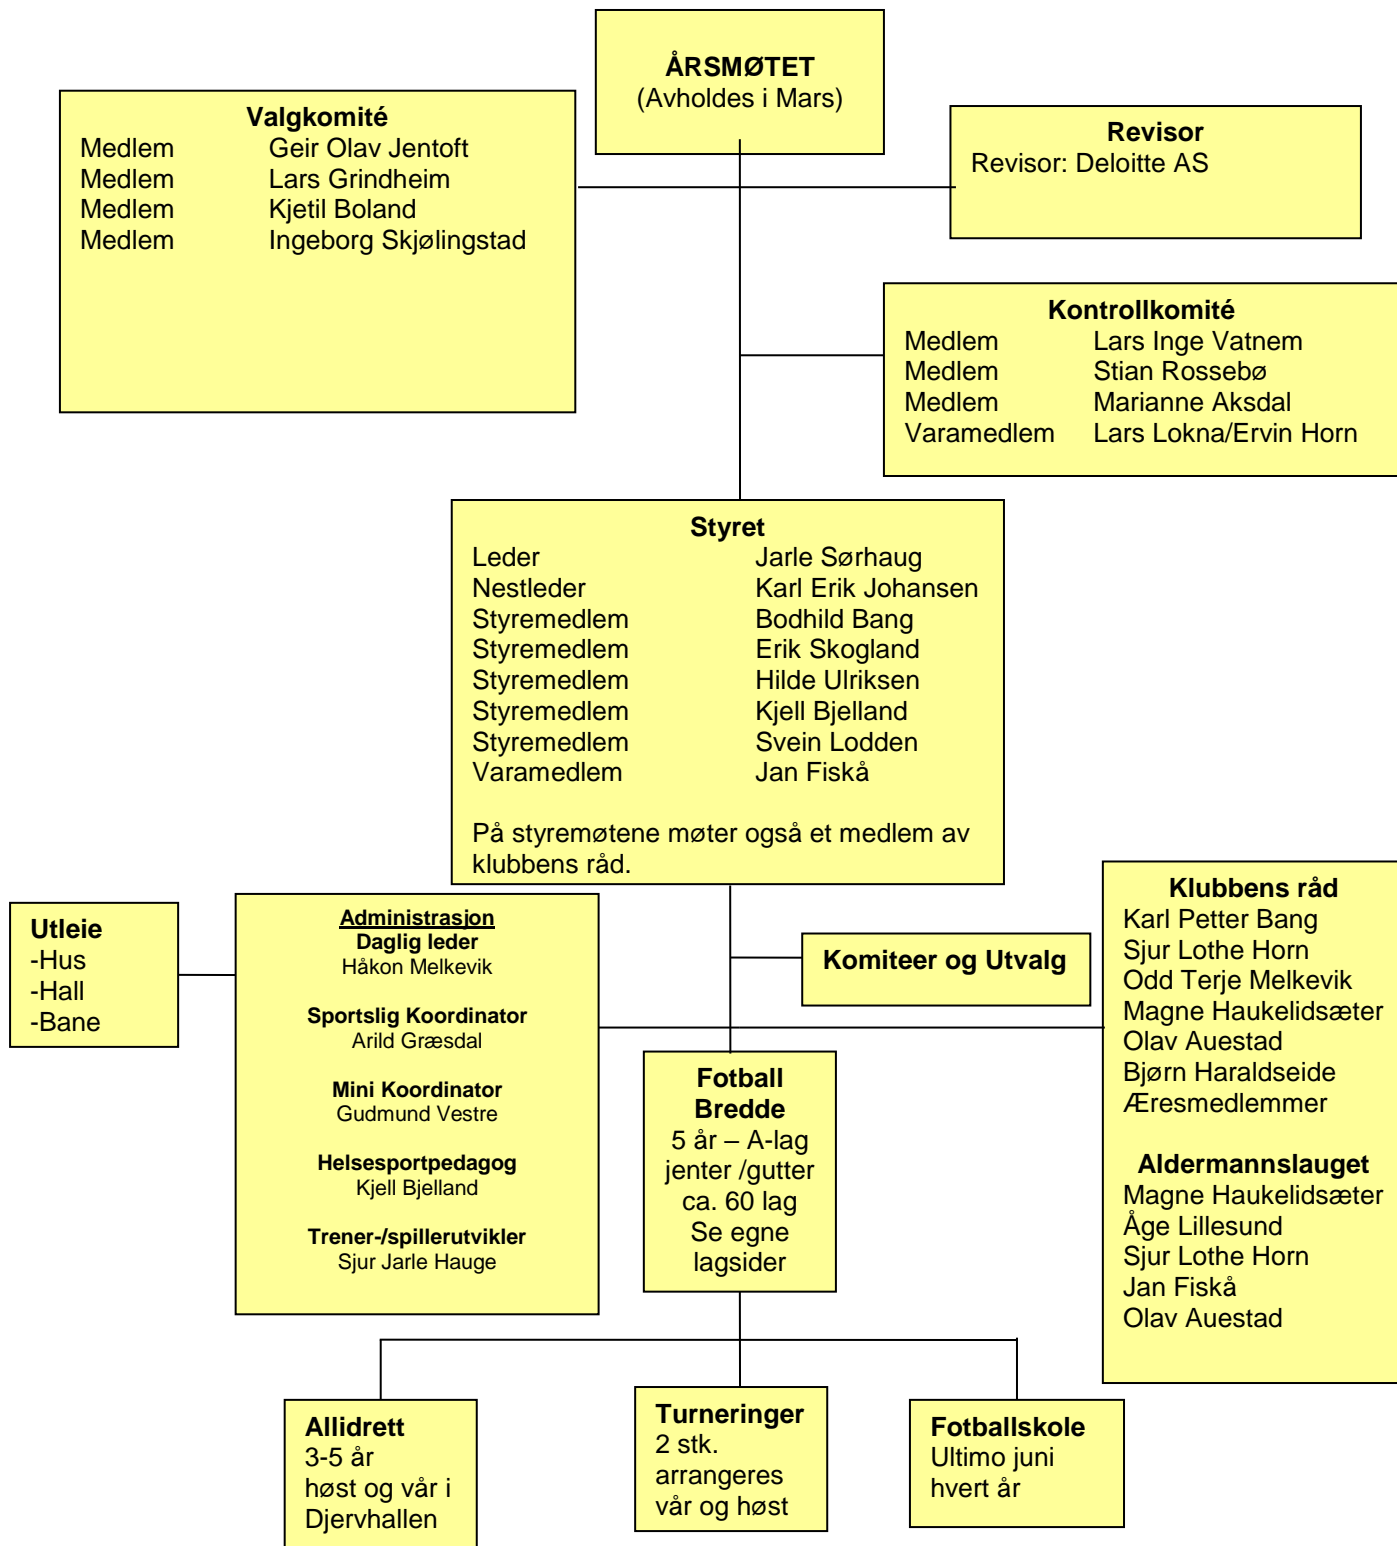 ÅRSMØTET
(Avholdes i Mars)
Valgkomité
Medlem Geir Olav Jentoft
Medlem Lars Grindheim
Medlem Kjetil Boland
Medlem Ingeborg Skjølingstad
Revisor
Revisor: Deloitte AS
Kontrollkomité
Medlem Lars Inge Vatnem
Medlem Stian Rossebø
Medlem Marianne Aksdal
Varamedlem Lars Lokna/Ervin Horn
Styret
Leder Jarle Sørhaug
Nestleder Karl Erik Johansen
Styremedlem Bodhild Bang
Styremedlem Erik Skogland
Styremedlem Hilde Ulriksen
Styremedlem Kjell Bjelland
Styremedlem Svein Lodden
Varamedlem Jan Fiskå
På styremøtene møter også et medlem av
klubbens råd.
Utleie
-Hus
-Hall
-Bane
Administrasjon
Daglig leder
Håkon Melkevik
Sportslig Koordinator
Arild Græsdal
Mini Koordinator
Gudmund Vestre
Helsesportpedagog
Kjell Bjelland
Trener-/spillerutvikler
Sjur Jarle Hauge
Komiteer og Utvalg
Klubbens råd
Karl Petter Bang
Sjur Lothe Horn
Odd Terje Melkevik
Magne Haukelidsæter
Olav Auestad
Bjørn Haraldseide
Æresmedlemmer
Aldermannslauget
Magne Haukelidsæter
Åge Lillesund
Sjur Lothe Horn
Jan Fiskå
Olav Auestad
Fotball
Bredde
5 år – A-lag
jenter /gutter
ca. 60 lag
Se egne
lagsider
Allidrett
3-5 år
høst og vår i
Djervhallen
Turneringer
2 stk.
arrangeres
vår og høst
Fotballskole
Ultimo juni
hvert år